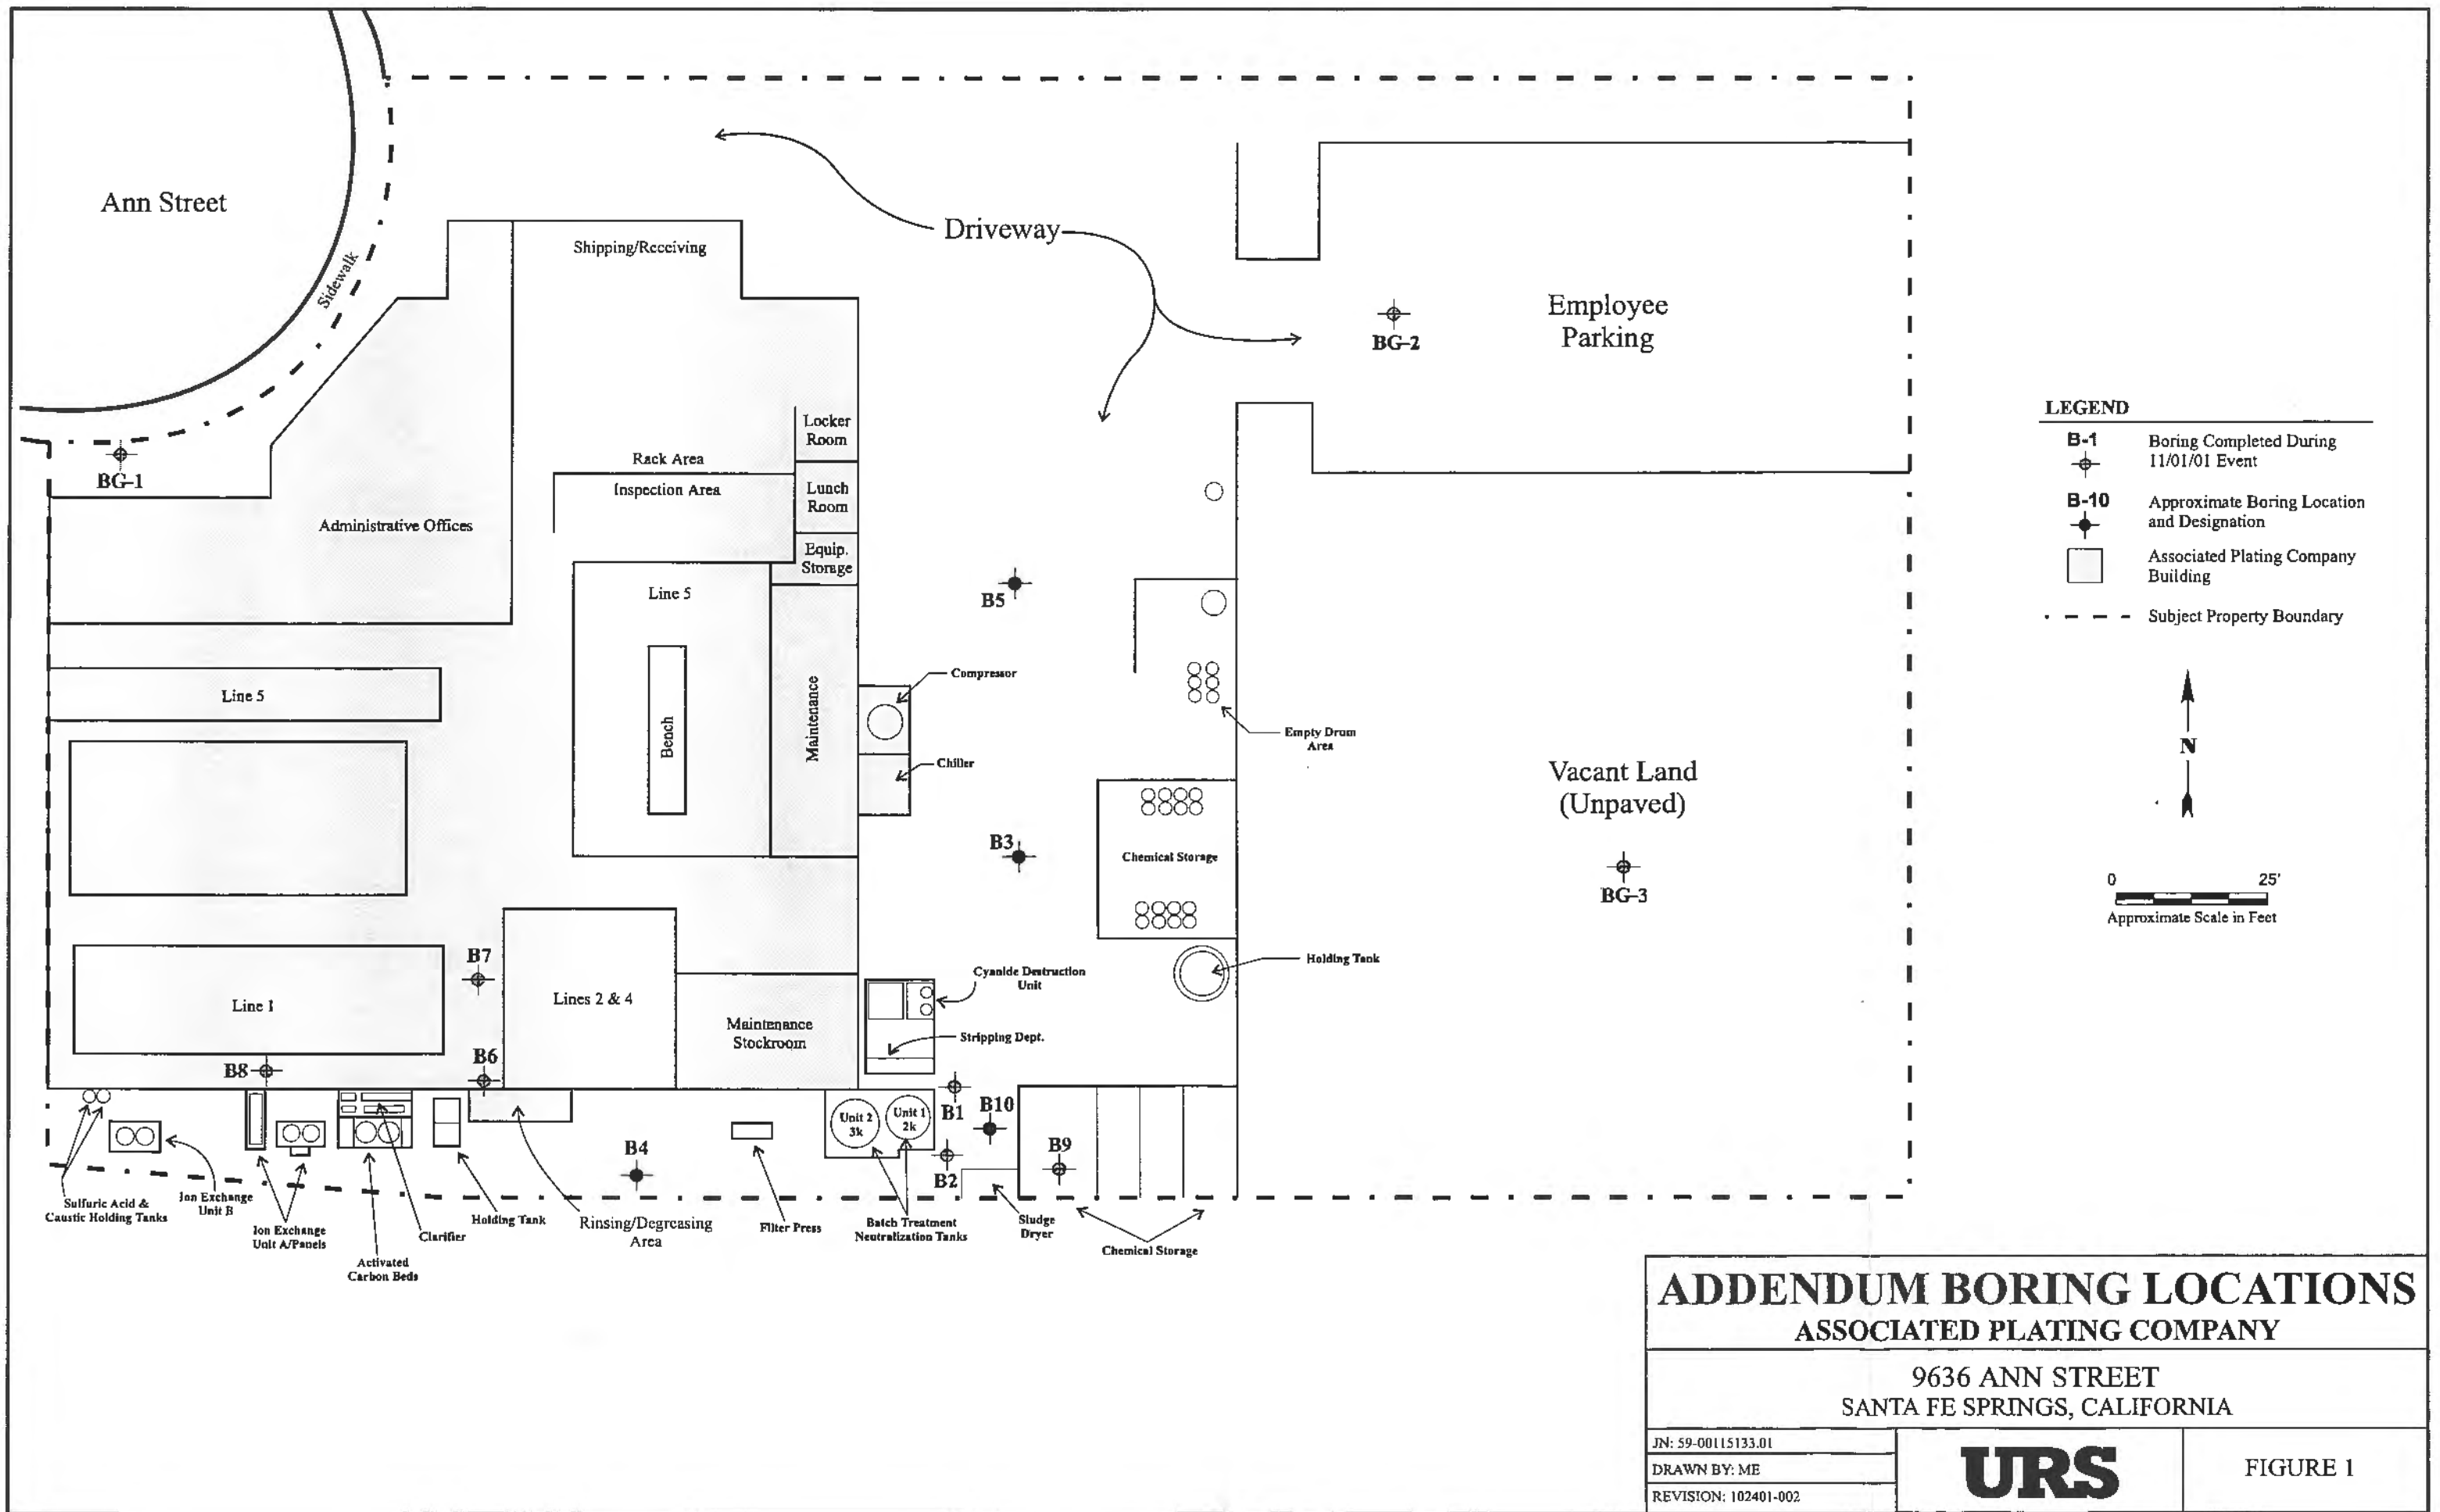 Ann Street
Sidewalk
Driveway
Shipping/Receiving
Employee
Parking
BG-1
BG-2
Locker
Room
Rack Area
Inspection Area
Lunch
Room
Administrative Offices
Equip.
Storage
Line 5
Bench
Maintenance
Line 5
B5
Compressor
Chiller
Empty Drum
Area
Vacant Land
(Unpaved)
B3
Chemical Storage
BG-3
B7
Line 1
Lines 2 & 4
Maintenance
Stockroom
Cyanide Destruction
Unit
Holding Tank
Stripping Dept.
B8
B6
B1
B10
Unit 2
3k
Unit 1
2k
B4
B2
B9
Sulfuric Acid &
Caustic Holding Tanks
Ion Exchange
Unit B
Ion Exchange
Unit A/Panels
Activated
Carbon Beds
Clarifier
Holding Tank
Rinsing/Degreasing
Area
Filter Press
Batch Treatment
Neutralization Tanks
Sludge
Dryer
Chemical Storage
LEGEND
B-1
Boring Completed During
11/01/01 Event
B-10
Approximate Boring Location
and Designation
Associated Plating Company
Building
Subject Property Boundary
N
0 25'
Approximate Scale in Feet
ADDENDUM BORING LOCATIONS
ASSOCIATED PLATING COMPANY
9636 ANN STREET
SANTA FE SPRINGS, CALIFORNIA
JN: 59-00115133.01
DRAWN BY: ME
REVISION: 102401-002
URS
FIGURE 1